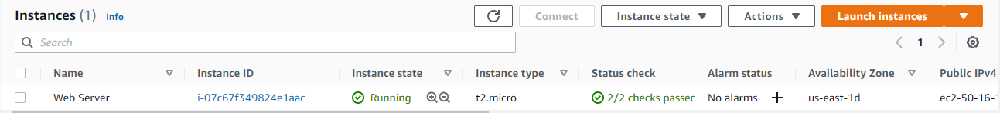 Instances (1) Info Connect Instance state Actions Launch instances
Search 1
Name Instance ID Instance state Instance type Status check Alarm status Availability Zone Public IPv4
Web Server i-07c67f349824e1aac Running t2.micro 2/2 checks passed No alarms + us-east-1d ec2-50-16-1